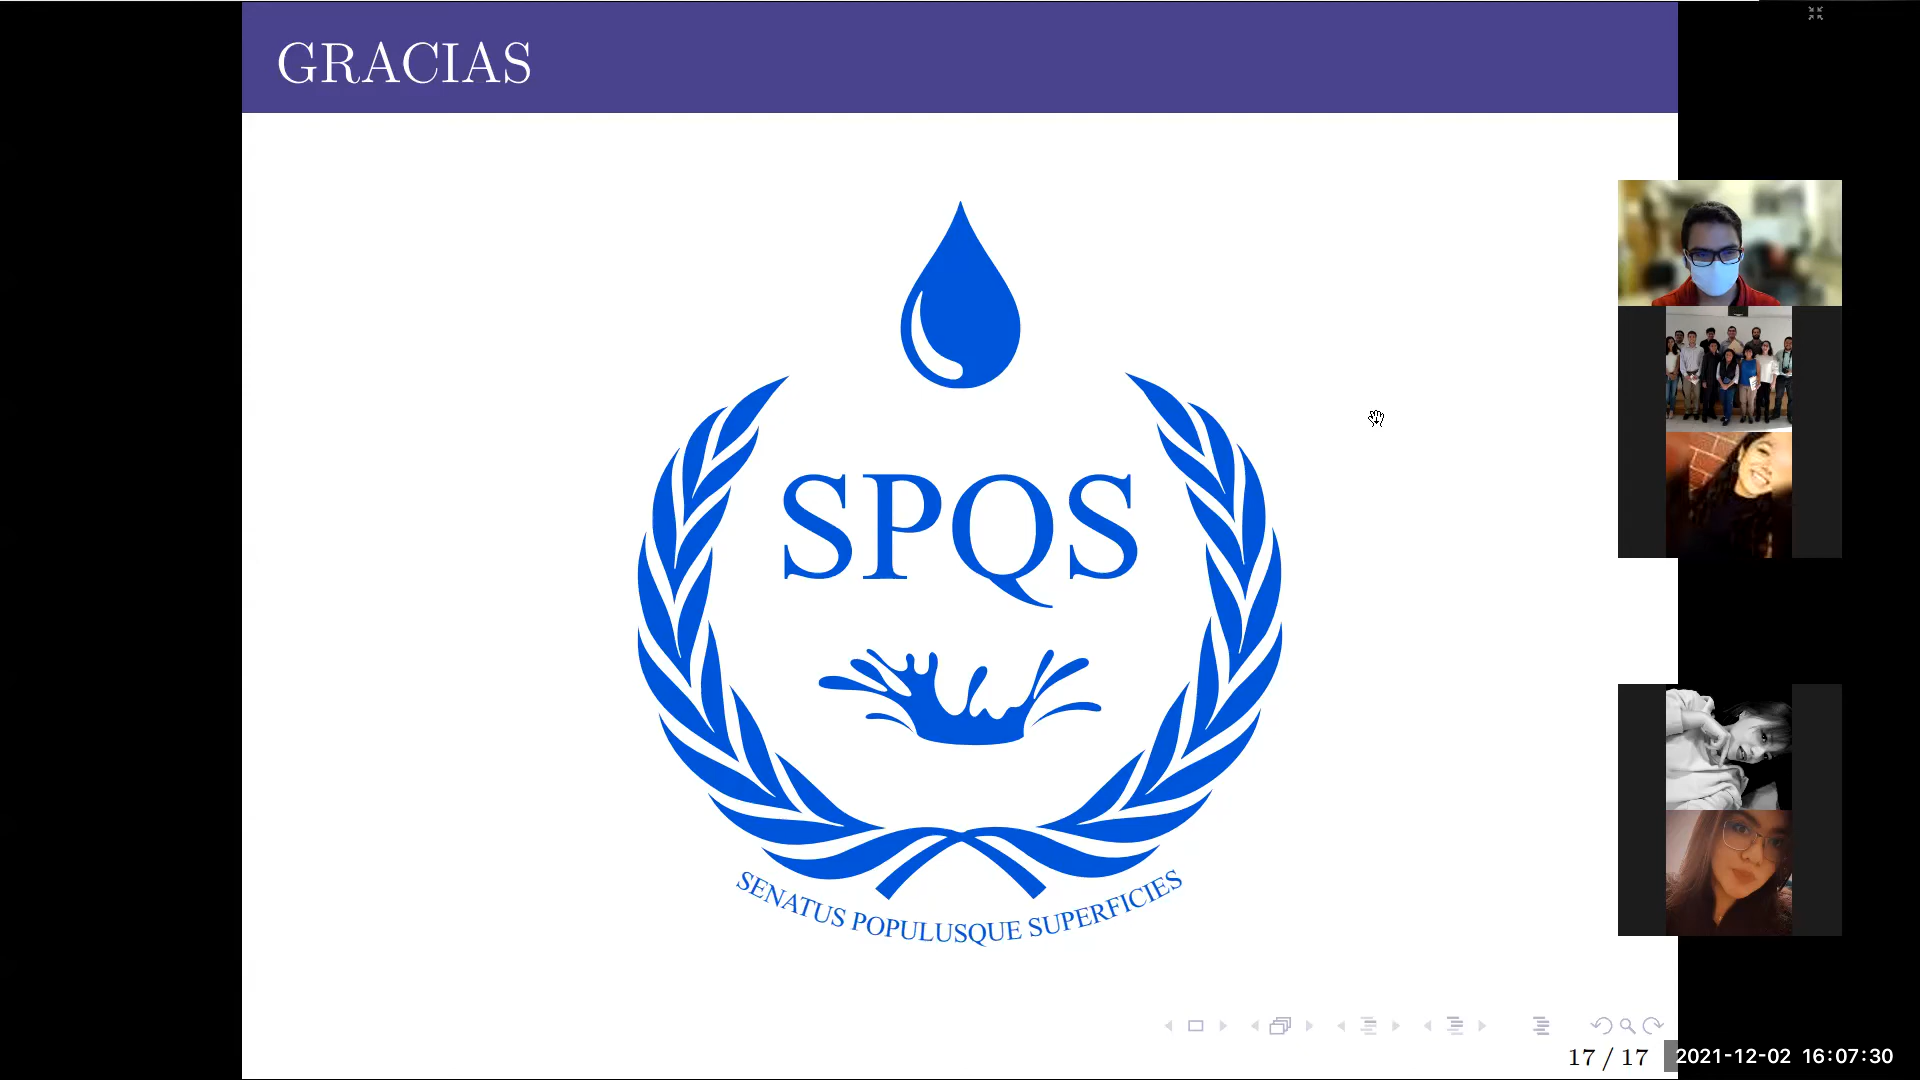 GRACIAS
SPQS
SENATUS POPULUSQUE SUPERFICIES
17 / 17
2021-12-02 16:07:30